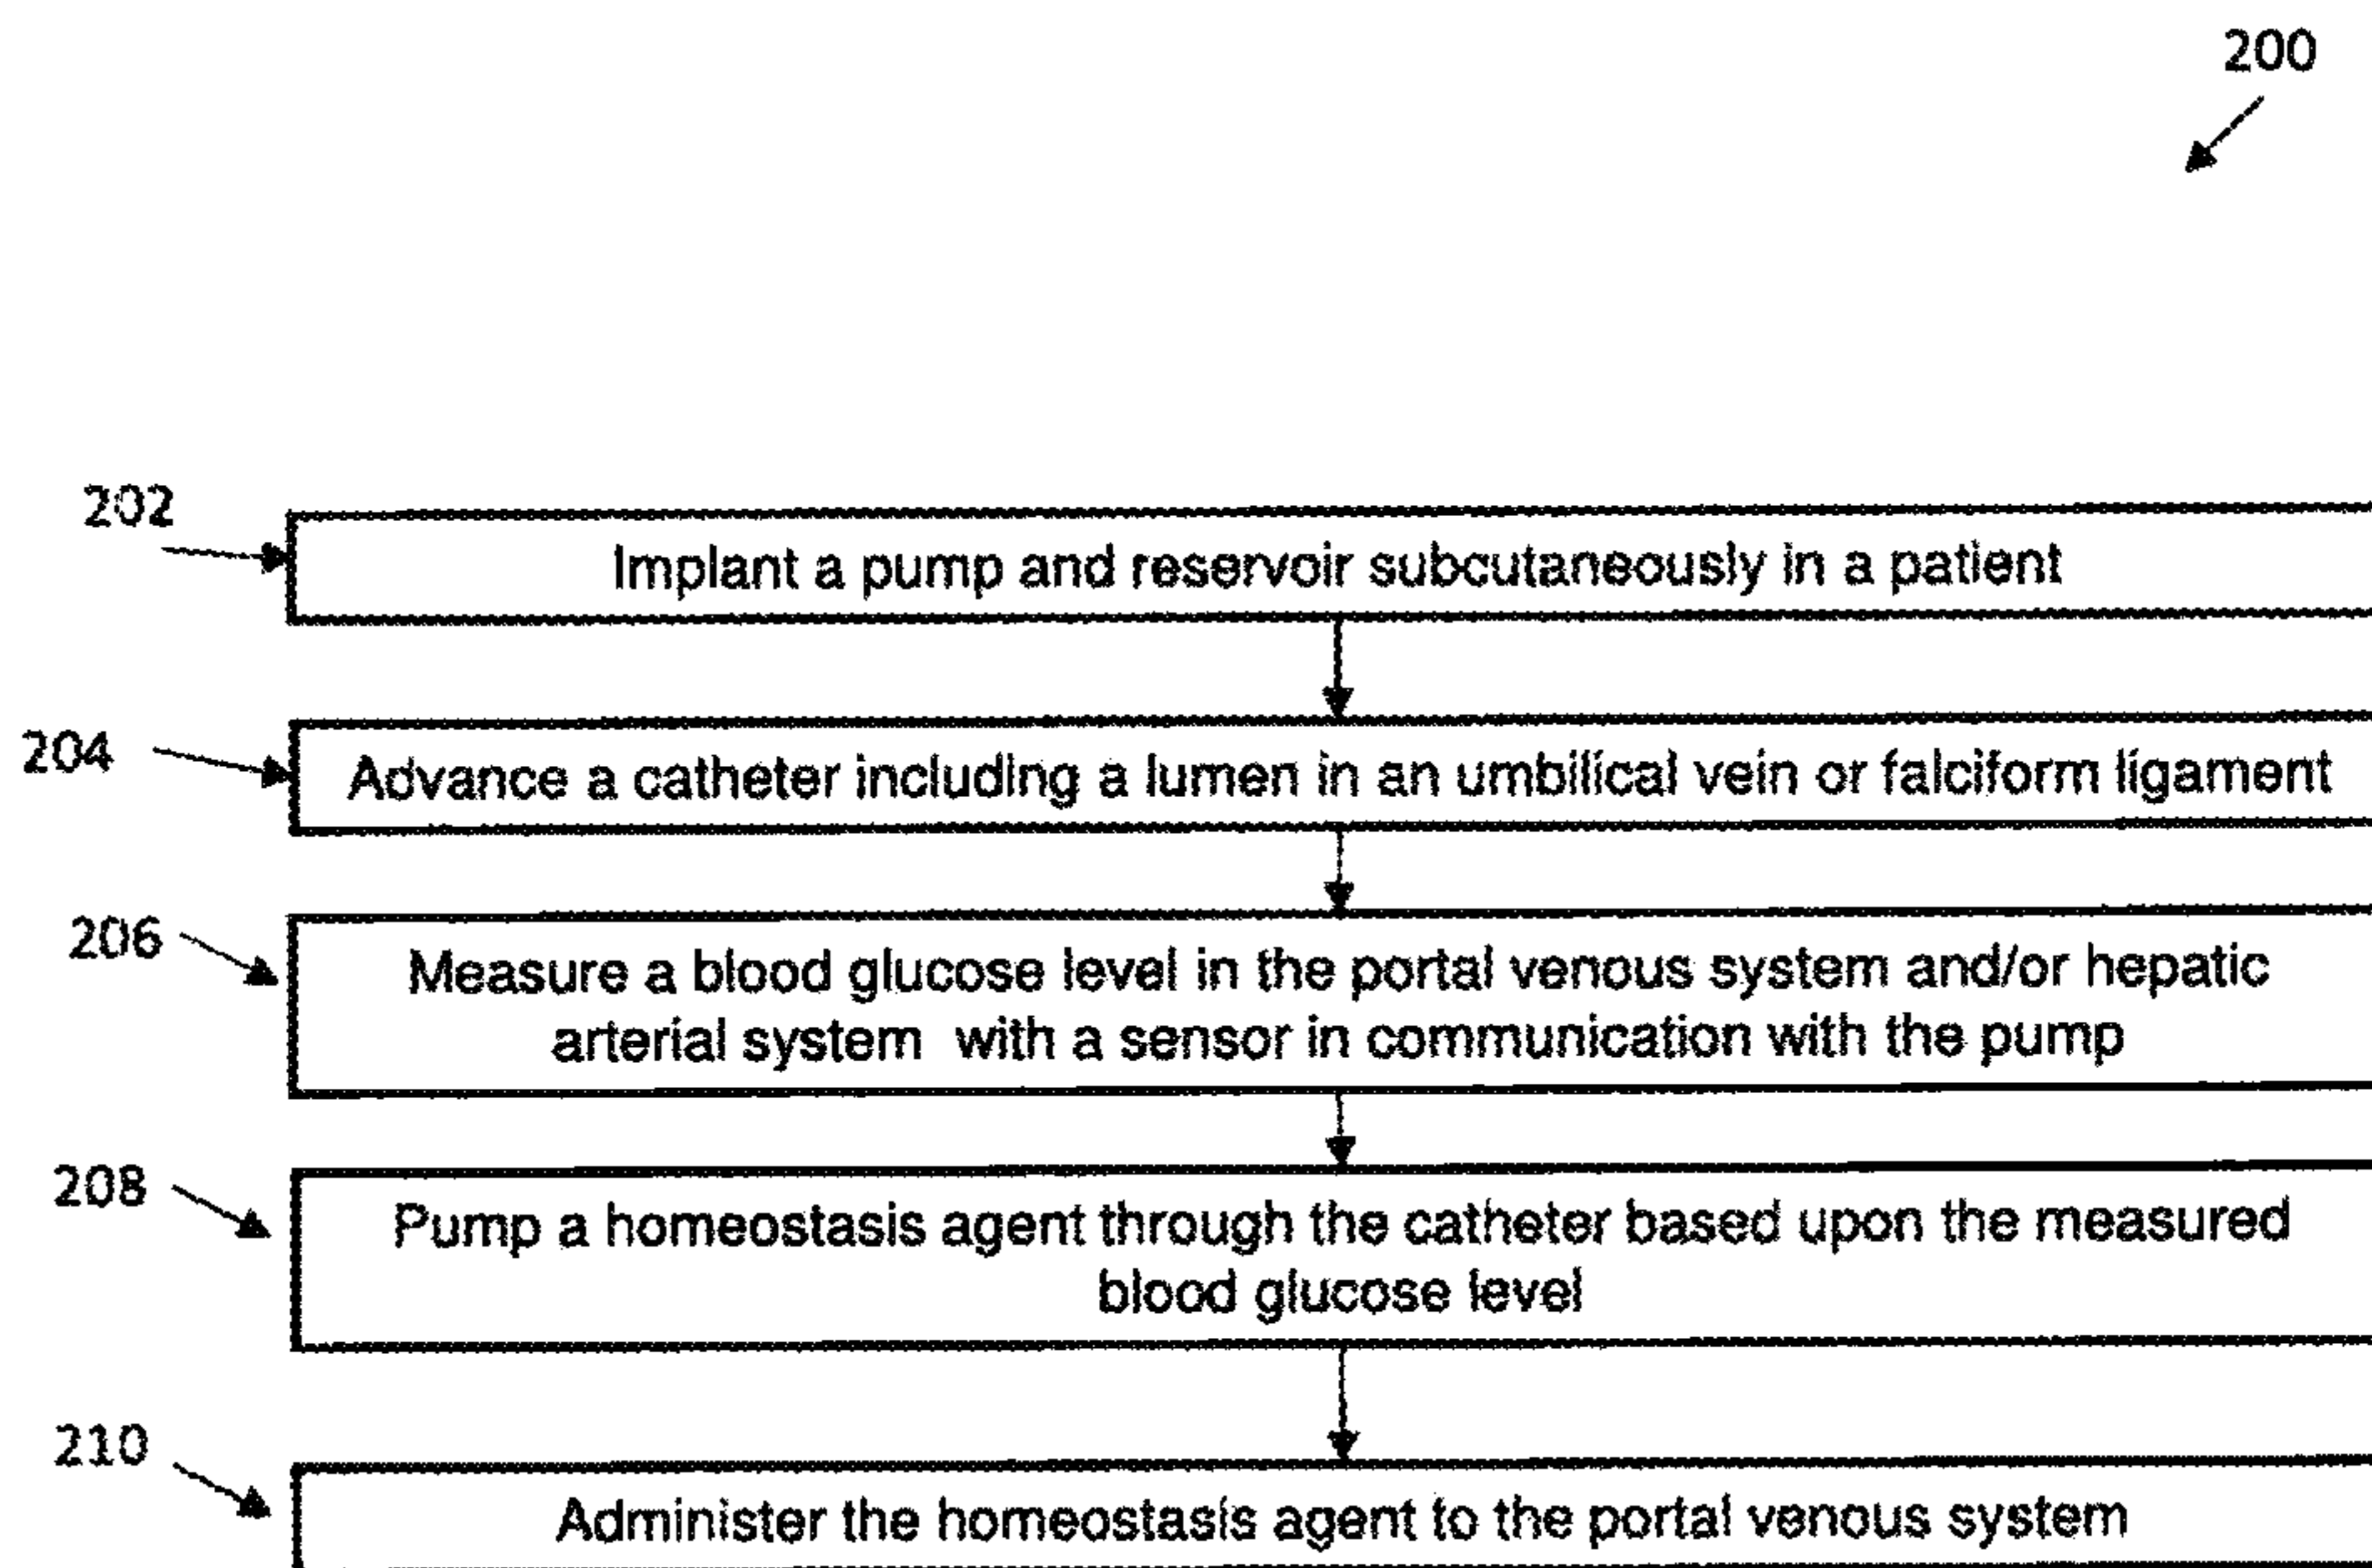 200
202
Implant a pump and reservoir subcutaneously in a patient
204
Advance a catheter including a lumen in an umbilical vein or falciform ligament
206
Measure a blood glucose level in the portal venous system and/or hepatic
arterial system with a sensor in communication with the pump
208
Pump a homeostasis agent through the catheter based upon the measured
blood glucose level
210
Administer the homeostasis agent to the portal venous system